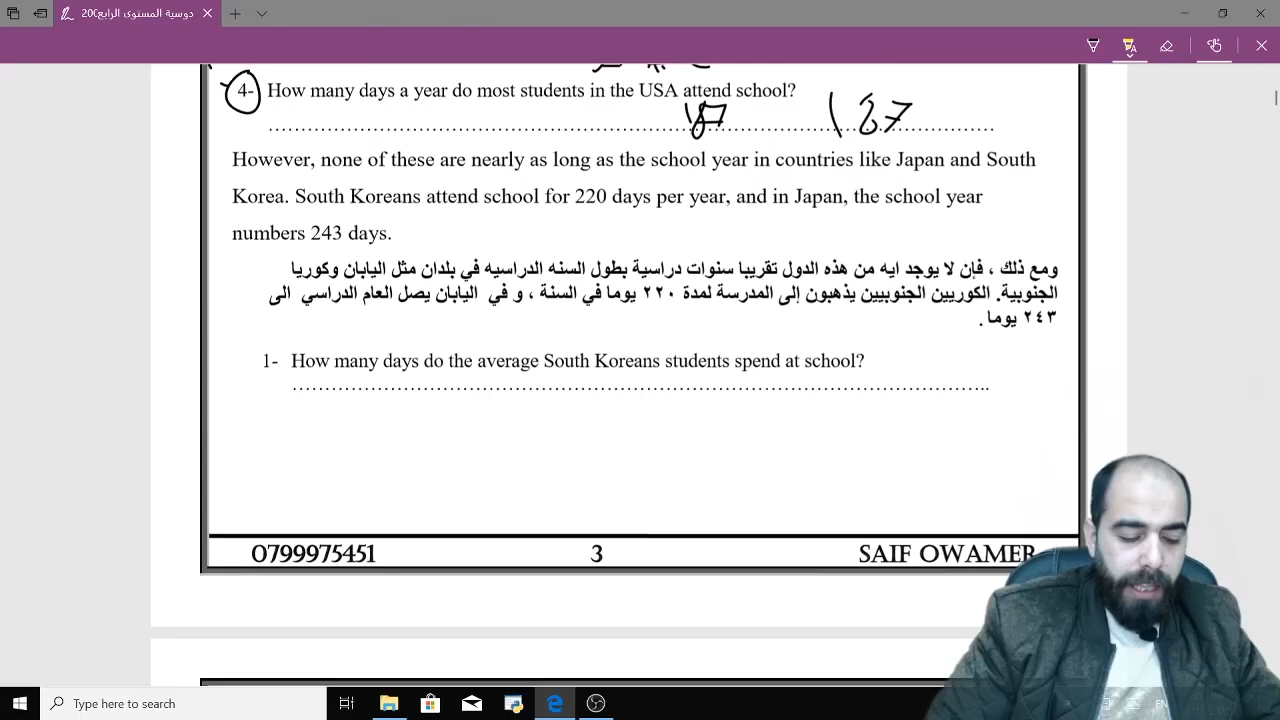 دوسية المستوى الرابع200
4- How many days a year do most students in the USA attend school?
187 187
................................................................................................................
However, none of these are nearly as long as the school year in countries like Japan and South
Korea. South Koreans attend school for 220 days per year, and in Japan, the school year
numbers 243 days.
ومع ذلك ، فإن لا يوجد ايه من هذه الدول تقريبا سنوات دراسية بطول السنه الدراسيه في بلدان مثل اليابان وكوريا
الجنوبية. الكوريين الجنوبيين يذهبون إلى المدرسة لمدة ٢٢٠ يوما في السنة ، و في اليابان يصل العام الدراسي الى
٢٤٣ يوما .
1- How many days do the average South Koreans students spend at school?
................................................................................................................
0799975451 3 SAIF OWAMER
Type here to search
EN